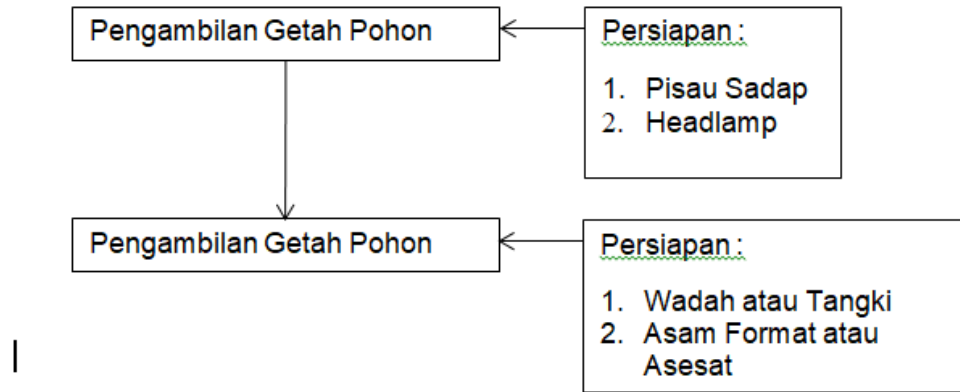 Pengambilan Getah Pohon
Persiapan :
1. Pisau Sadap
2. Headlamp
Pengambilan Getah Pohon
Persiapan :
1. Wadah atau Tangki
2. Asam Format atau
Asesat